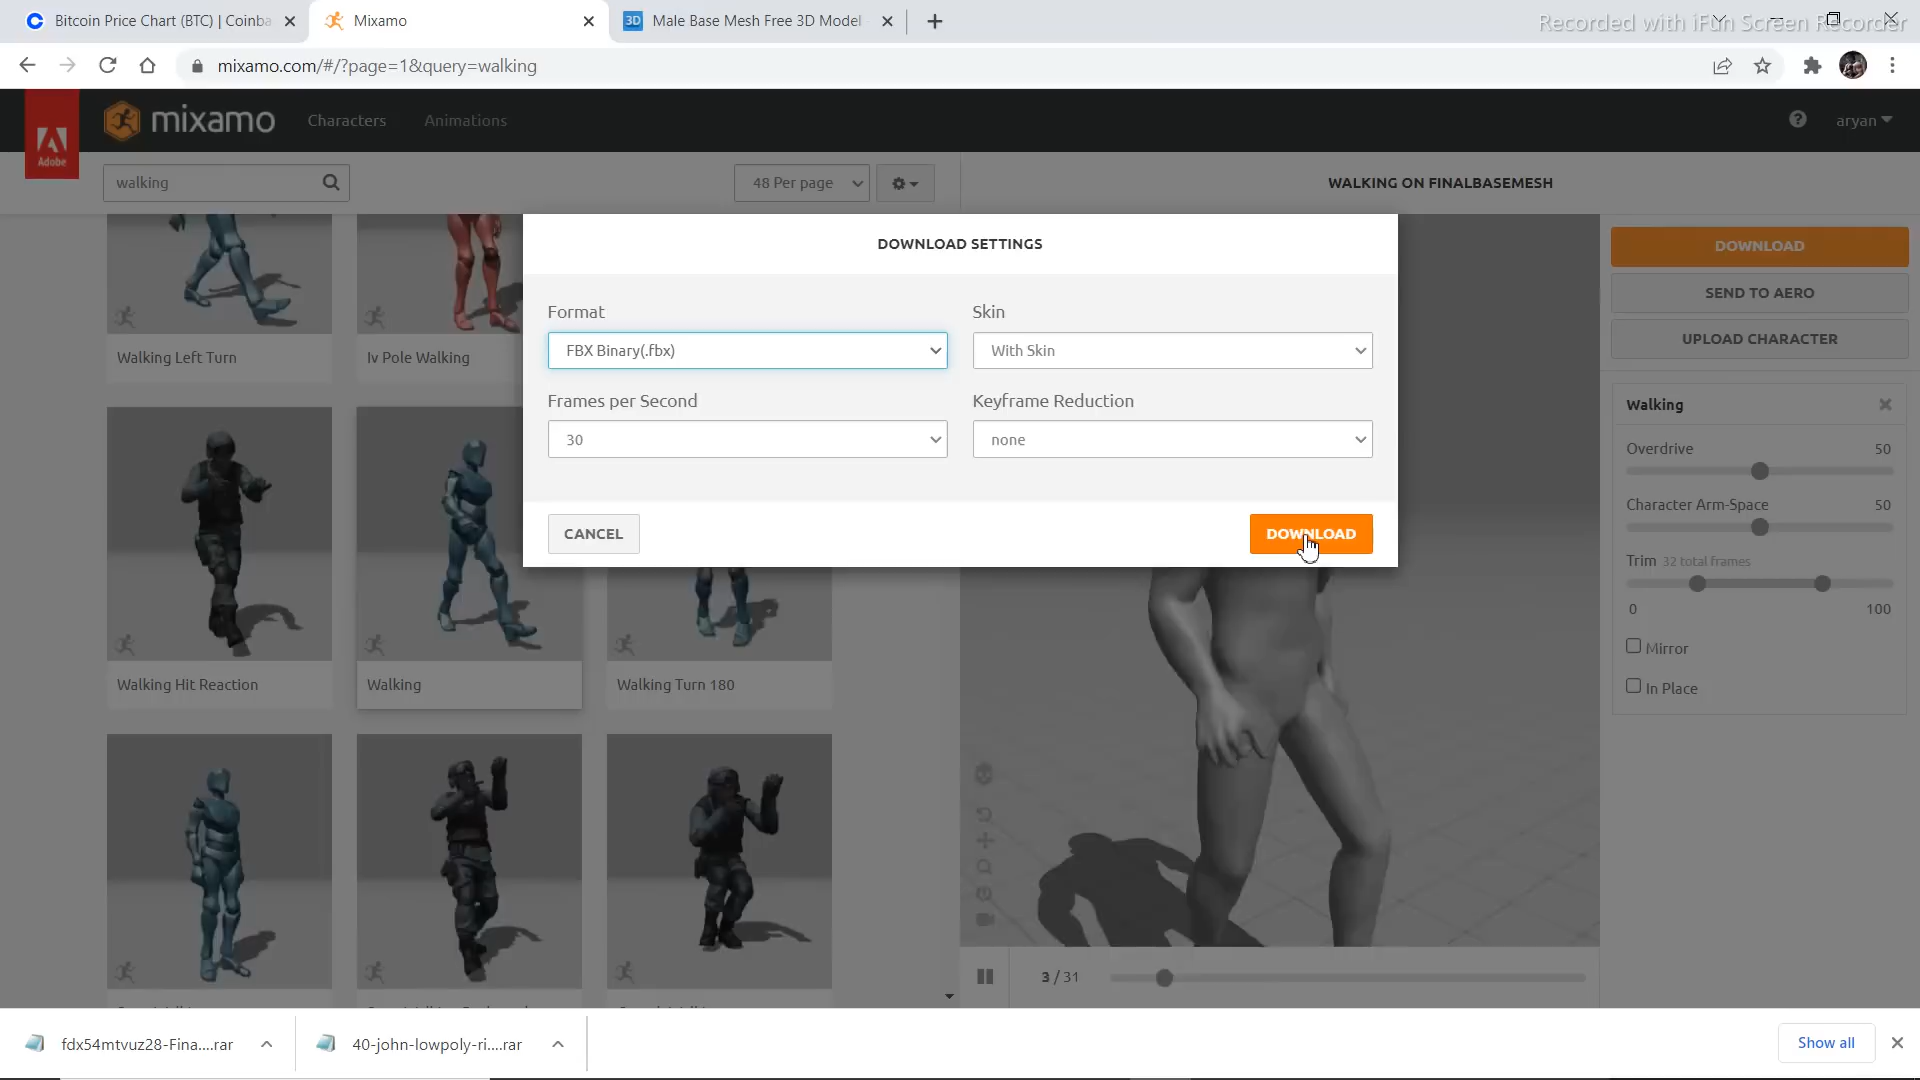 Bitcoin Price Chart (BTC) | Coinba
Mixamo
3D Male Base Mesh Free 3D Model
Recorded with iFun Screen Recorder
mixamo.com/#/?page=1&query=walking
Adobe
mixamo
Characters
Animations
aryan
walking
48 Per page
WALKING ON FINALBASEMESH
DOWNLOAD SETTINGS
Format
Skin
FBX Binary(.fbx)
With Skin
Frames per Second
Keyframe Reduction
30
none
CANCEL
DOWNLOAD
DOWNLOAD
SEND TO AERO
UPLOAD CHARACTER
Walking
Overdrive 50
Character Arm-Space 50
Trim 32 total frames
0 100
Mirror
In Place
Walking Left Turn
Iv Pole Walking
Walking Hit Reaction
Walking
Walking Turn 180
3 / 31
fdx54mtvuz28-Fina....rar
40-john-lowpoly-ri....rar
Show all